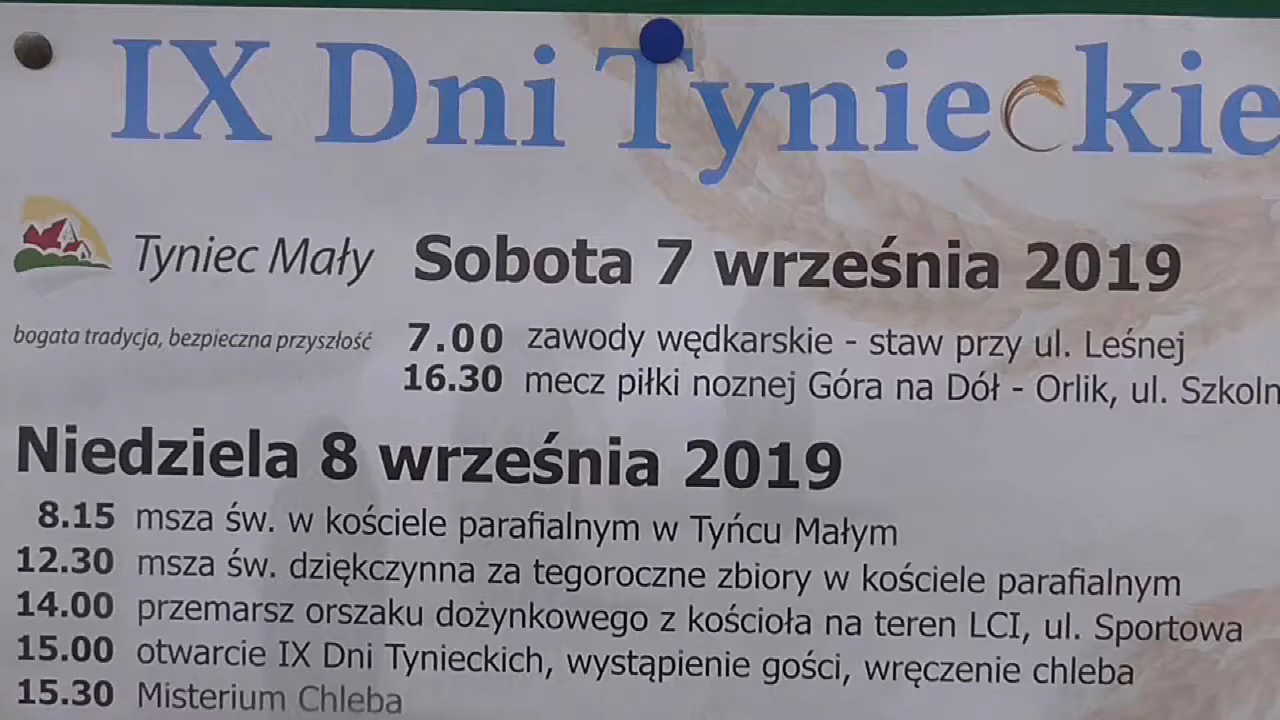 IX Dni Tynieckie
Tyniec Mały
Sobota 7 września 2019
bogata tradycja, bezpieczna przyszłość
7.00 zawody wędkarskie - staw przy ul. Leśnej
16.30 mecz piłki noznej Góra na Dół - Orlik, ul. Szkoln
Niedziela 8 września 2019
8.15 msza św. w kościele parafialnym w Tyńcu Małym
12.30 msza św. dziękczynna za tegoroczne zbiory w kościele parafialnym
14.00 przemarsz orszaku dożynkowego z kościoła na teren LCI, ul. Sportowa
15.00 otwarcie IX Dni Tynieckich, wystąpienie gości, wręczenie chleba
15.30 Misterium Chleba